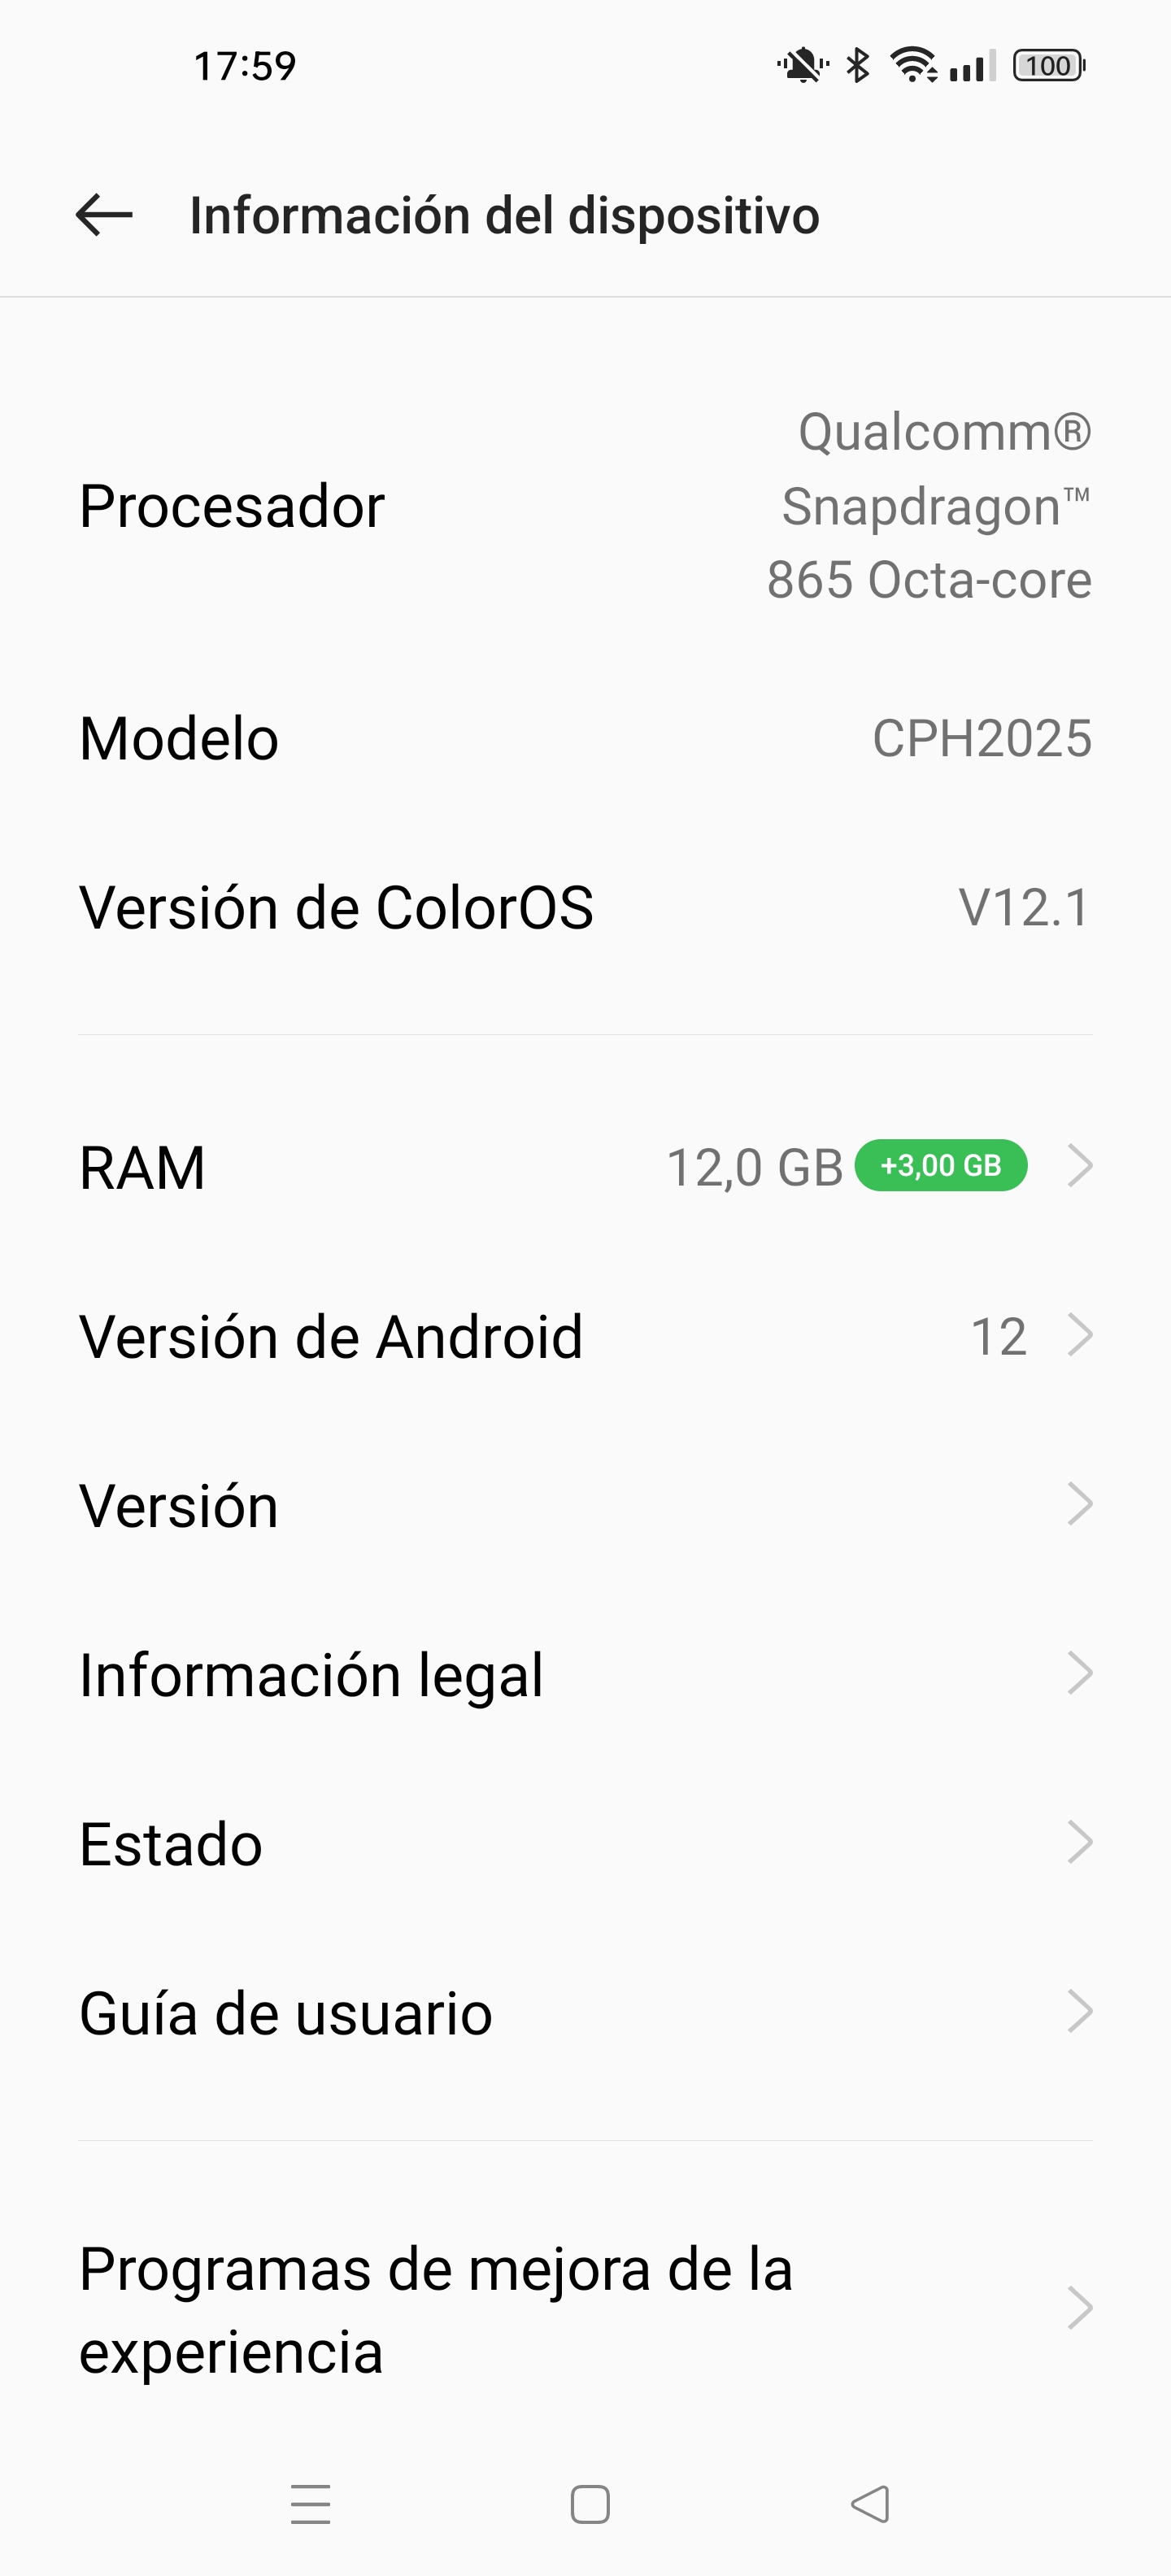 17:59
100
Información del dispositivo
Procesador
Qualcomm®
Snapdragon™
865 Octa-core
Modelo
CPH2025
Versión de ColorOS
V12.1
RAM
12,0 GB +3,00 GB
Versión de Android
12
Versión
Información legal
Estado
Guía de usuario
Programas de mejora de la
experiencia